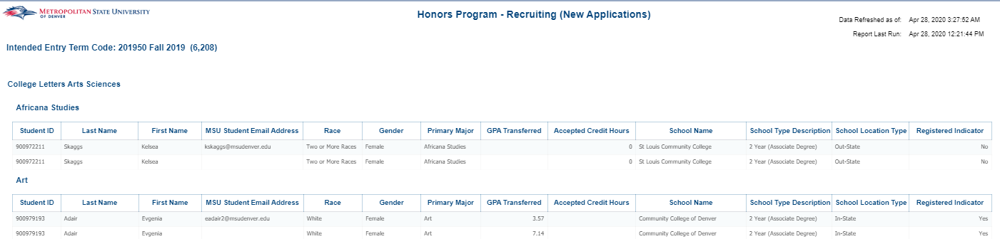 METROPOLITAN STATE UNIVERSITY
OF DENVER
Honors Program - Recruiting (New Applications)
Data Refreshed as of: Apr 28, 2020 3:27:52 AM
Report Last Run: Apr 28, 2020 12:21:44 PM
Intended Entry Term Code: 201950 Fall 2019 (6,208)
College Letters Arts Sciences
Africana Studies
Student ID Last Name First Name MSU Student Email Address Race Gender Primary Major GPA Transferred Accepted Credit Hours School Name School Type Description School Location Type Registered Indicator
900972211 Skaggs Kelsea kskaggs@msudenver.edu Two or More Races Female Africana Studies 0 St Louis Community College 2 Year (Associate Degree) Out-State No
900972211 Skaggs Kelsea Two or More Races Female Africana Studies 0 St Louis Community College 2 Year (Associate Degree) Out-State No
Art
Student ID Last Name First Name MSU Student Email Address Race Gender Primary Major GPA Transferred Accepted Credit Hours School Name School Type Description School Location Type Registered Indicator
900979193 Adair Evgenia eadair2@msudenver.edu White Female Art 3.57 Community College of Denver 2 Year (Associate Degree) In-State Yes
900979193 Adair Evgenia White Female Art 7.14 Community College of Denver 2 Year (Associate Degree) In-State Yes